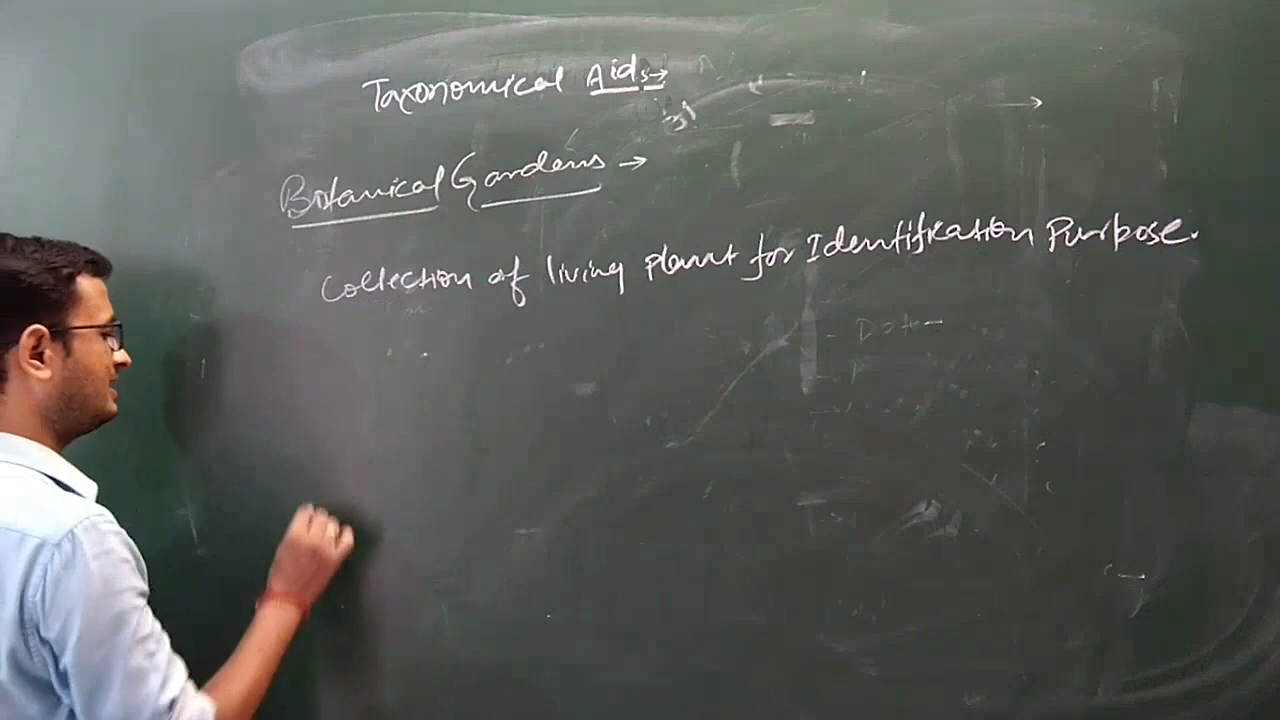 Taxonomical Aids→
Botanical Gardens →
Collection of living plant for Identification Purpose.